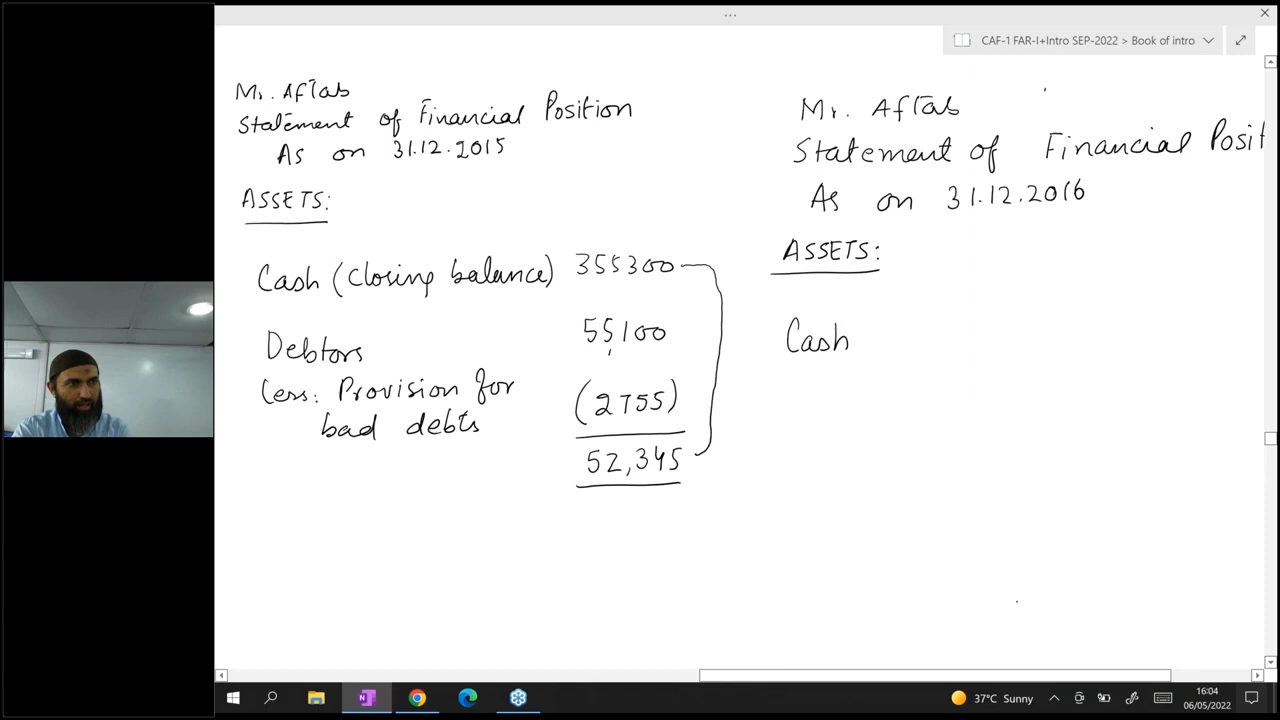 CAF-1 FAR-I+Intro SEP-2022 > Book of intro
Mr. Aftab
Statement of Financial Position
As on 31.12.2015
ASSETS:
Cash (closing balance) 355300
Debtors 55100
Less: Provision for (2755)
bad debts
52,345
Mr. Aftab
Statement of Financial Posit
As on 31.12.2016
ASSETS:
Cash
37°C Sunny
16:04
06/05/2022